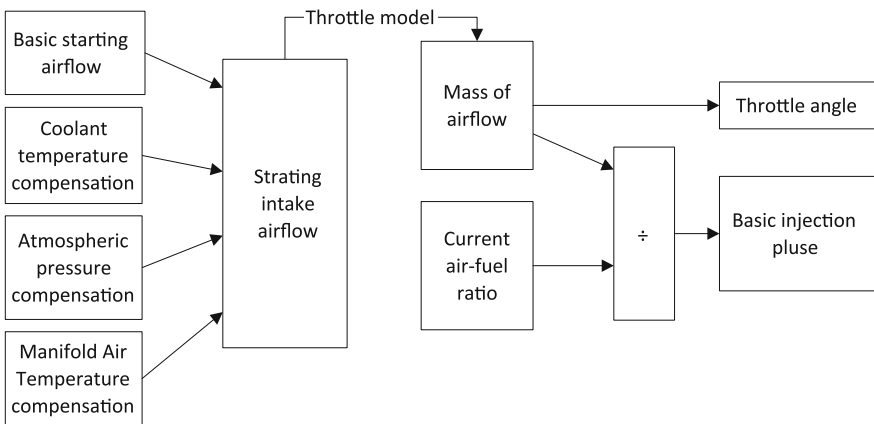 Basic starting
airflow
Coolant
temperature
compensation
Atmospheric
pressure
compensation
Manifold Air
Temperature
compensation
Strating
intake
airflow
Throttle model
Mass of
airflow
Current
air-fuel
ratio
÷
Throttle angle
Basic injection
pluse